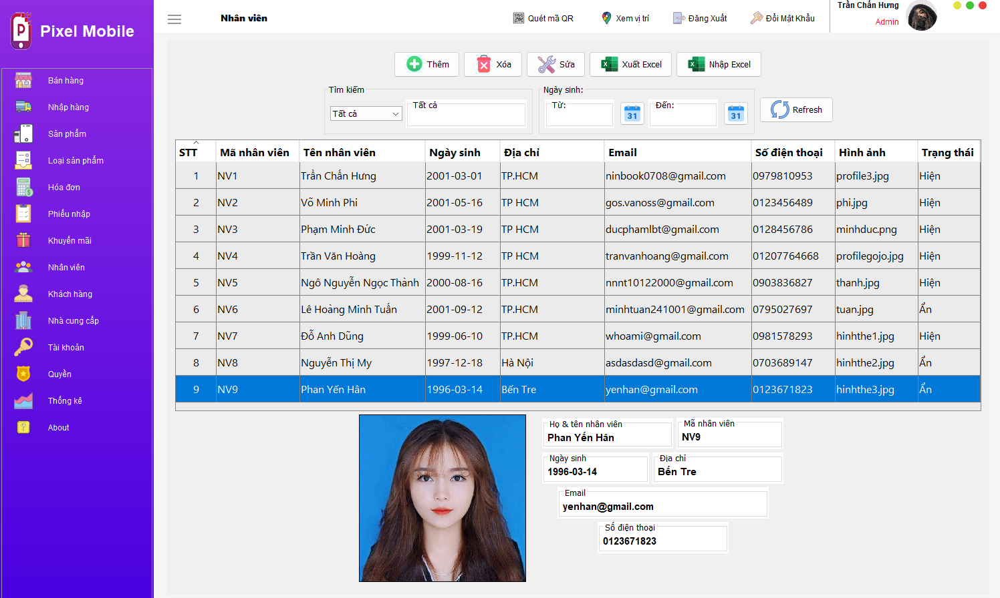 Pixel Mobile
Nhân viên
Quét mã QR
Xem vị trí
Đăng Xuất
Đổi Mật Khẩu
Trần Chấn Hưng
Admin
Bán hàng
Nhập hàng
Sản phẩm
Loại sản phẩm
Hóa đơn
Phiếu nhập
Khuyến mãi
Nhân viên
Khách hàng
Nhà cung cấp
Tài khoản
Quyền
Thống kê
About
Thêm
Xóa
Sửa
Xuất Excel
Nhập Excel
Tìm kiếm
Tất cả
Tất cả
Ngày sinh:
Từ:
31
Đến:
31
Refresh
STT Mã nhân viên Tên nhân viên Ngày sinh Địa chỉ Email Số điện thoại Hình ảnh Trạng thái
1 NV1 Trần Chấn Hưng 2001-03-01 TP.HCM ninbook0708@gmail.com 0979810953 profile3.jpg Hiện
2 NV2 Võ Minh Phi 2001-05-16 TP HCM gos.vanoss@gmail.com 0123456489 phi.jpg Hiện
3 NV3 Phạm Minh Đức 2001-03-19 TP HCM ducphamlbt@gmail.com 0128456786 minhduc.png Hiện
4 NV4 Trần Văn Hoàng 1999-11-12 TP HCM tranvanhoang@gmail.com 01207764668 profilegojo.jpg Hiện
5 NV5 Ngô Nguyễn Ngọc Thành 2000-08-16 TP.HCM nnnt10122000@gmail.com 0903836827 thanh.jpg Hiện
6 NV6 Lê Hoàng Minh Tuấn 2001-09-12 TP.HCM minhtuan241001@gmail.com 0795027697 tuan.jpg Ẩn
7 NV7 Đỗ Anh Dũng 1999-06-10 TP.HCM whoami@gmail.com 0981578293 hinhthe1.jpg Hiện
8 NV8 Nguyễn Thị My 1997-12-18 Hà Nội asdasdasd@gmail.com 0703689147 hinhthe2.jpg Ẩn
9 NV9 Phan Yến Hân 1996-03-14 Bến Tre yenhan@gmail.com 0123671823 hinhthe3.jpg Ẩn
Họ & tên nhân viên
Phan Yến Hân
Mã nhân viên
NV9
Ngày sinh
1996-03-14
Địa chỉ
Bến Tre
Email
yenhan@gmail.com
Số điện thoại
0123671823